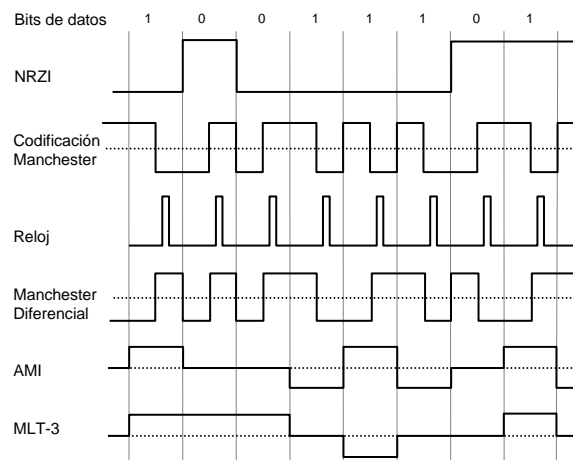 Bits de datos 1 0 0 1 1 1 0 1
NRZI
Codificación
Manchester
Reloj
Manchester
Diferencial
AMI
MLT-3